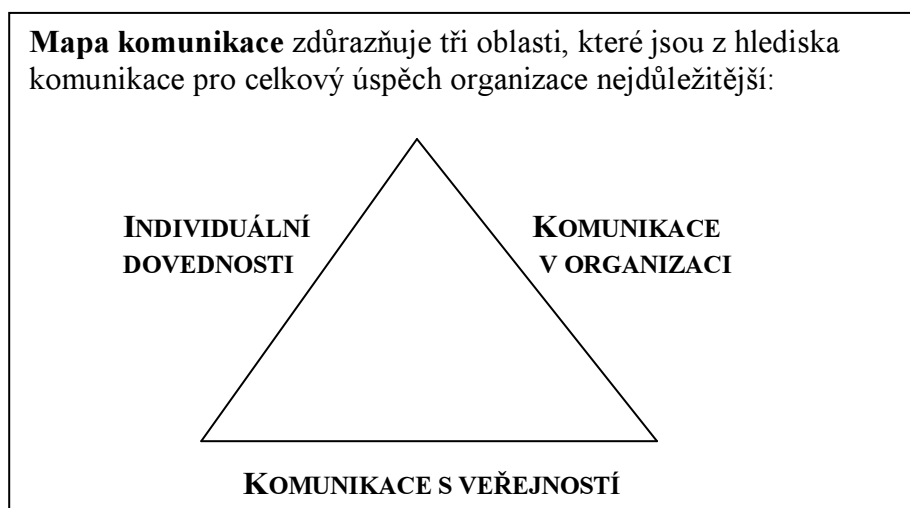 Mapa komunikace zdůrazňuje tři oblasti, které jsou z hlediska
komunikace pro celkový úspěch organizace nejdůležitější:
INDIVIDUÁLNÍ
DOVEDNOSTI
KOMUNIKACE
V ORGANIZACI
KOMUNIKACE S VEŘEJNOSTÍ